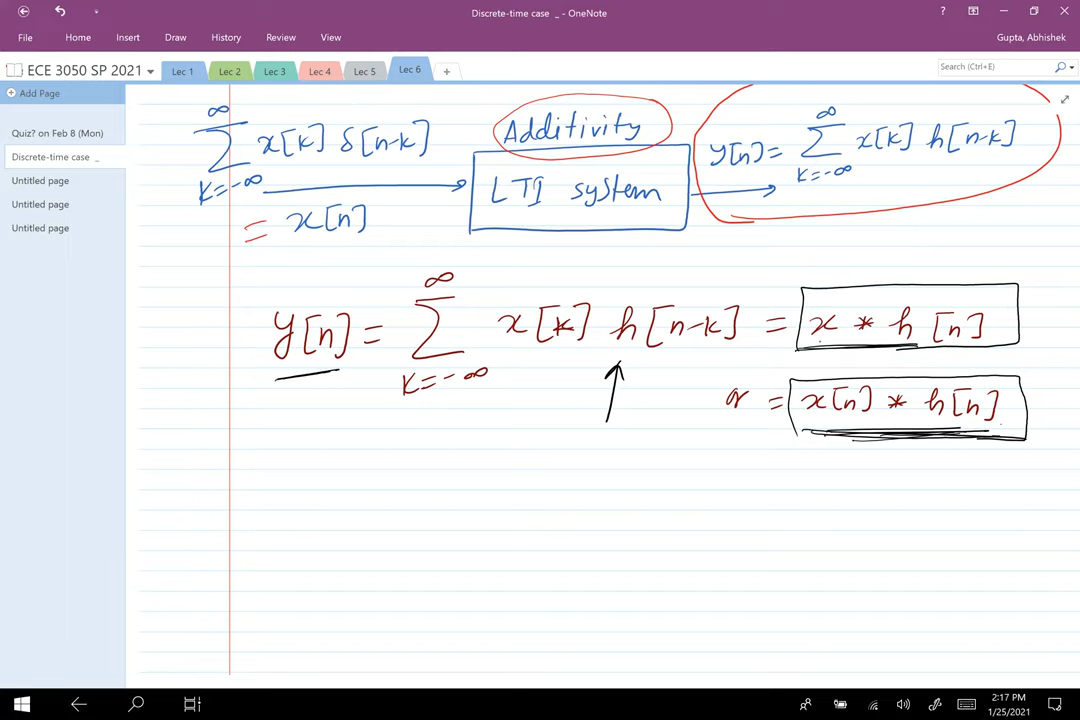 Discrete-time case _ - OneNote
File Home Insert Draw History Review View
Gupta, Abhishek
ECE 3050 SP 2021 Lec 1 Lec 2 Lec 3 Lec 4 Lec 5 Lec 6
Search (Ctrl+E)
Add Page
Quiz? on Feb 8 (Mon)
Discrete-time case _
Untitled page
Untitled page
Untitled page
∞
∑ x[k] δ[n-k]
k=-∞
= x[n]
Additivity
LTI system
∞
y[n] = ∑ x[k] h[n-k]
k=-∞
∞
y[n] = ∑ x[k] h[n-k] = x * h [n]
k=-∞
or = x[n] * h[n]
2:17 PM
1/25/2021